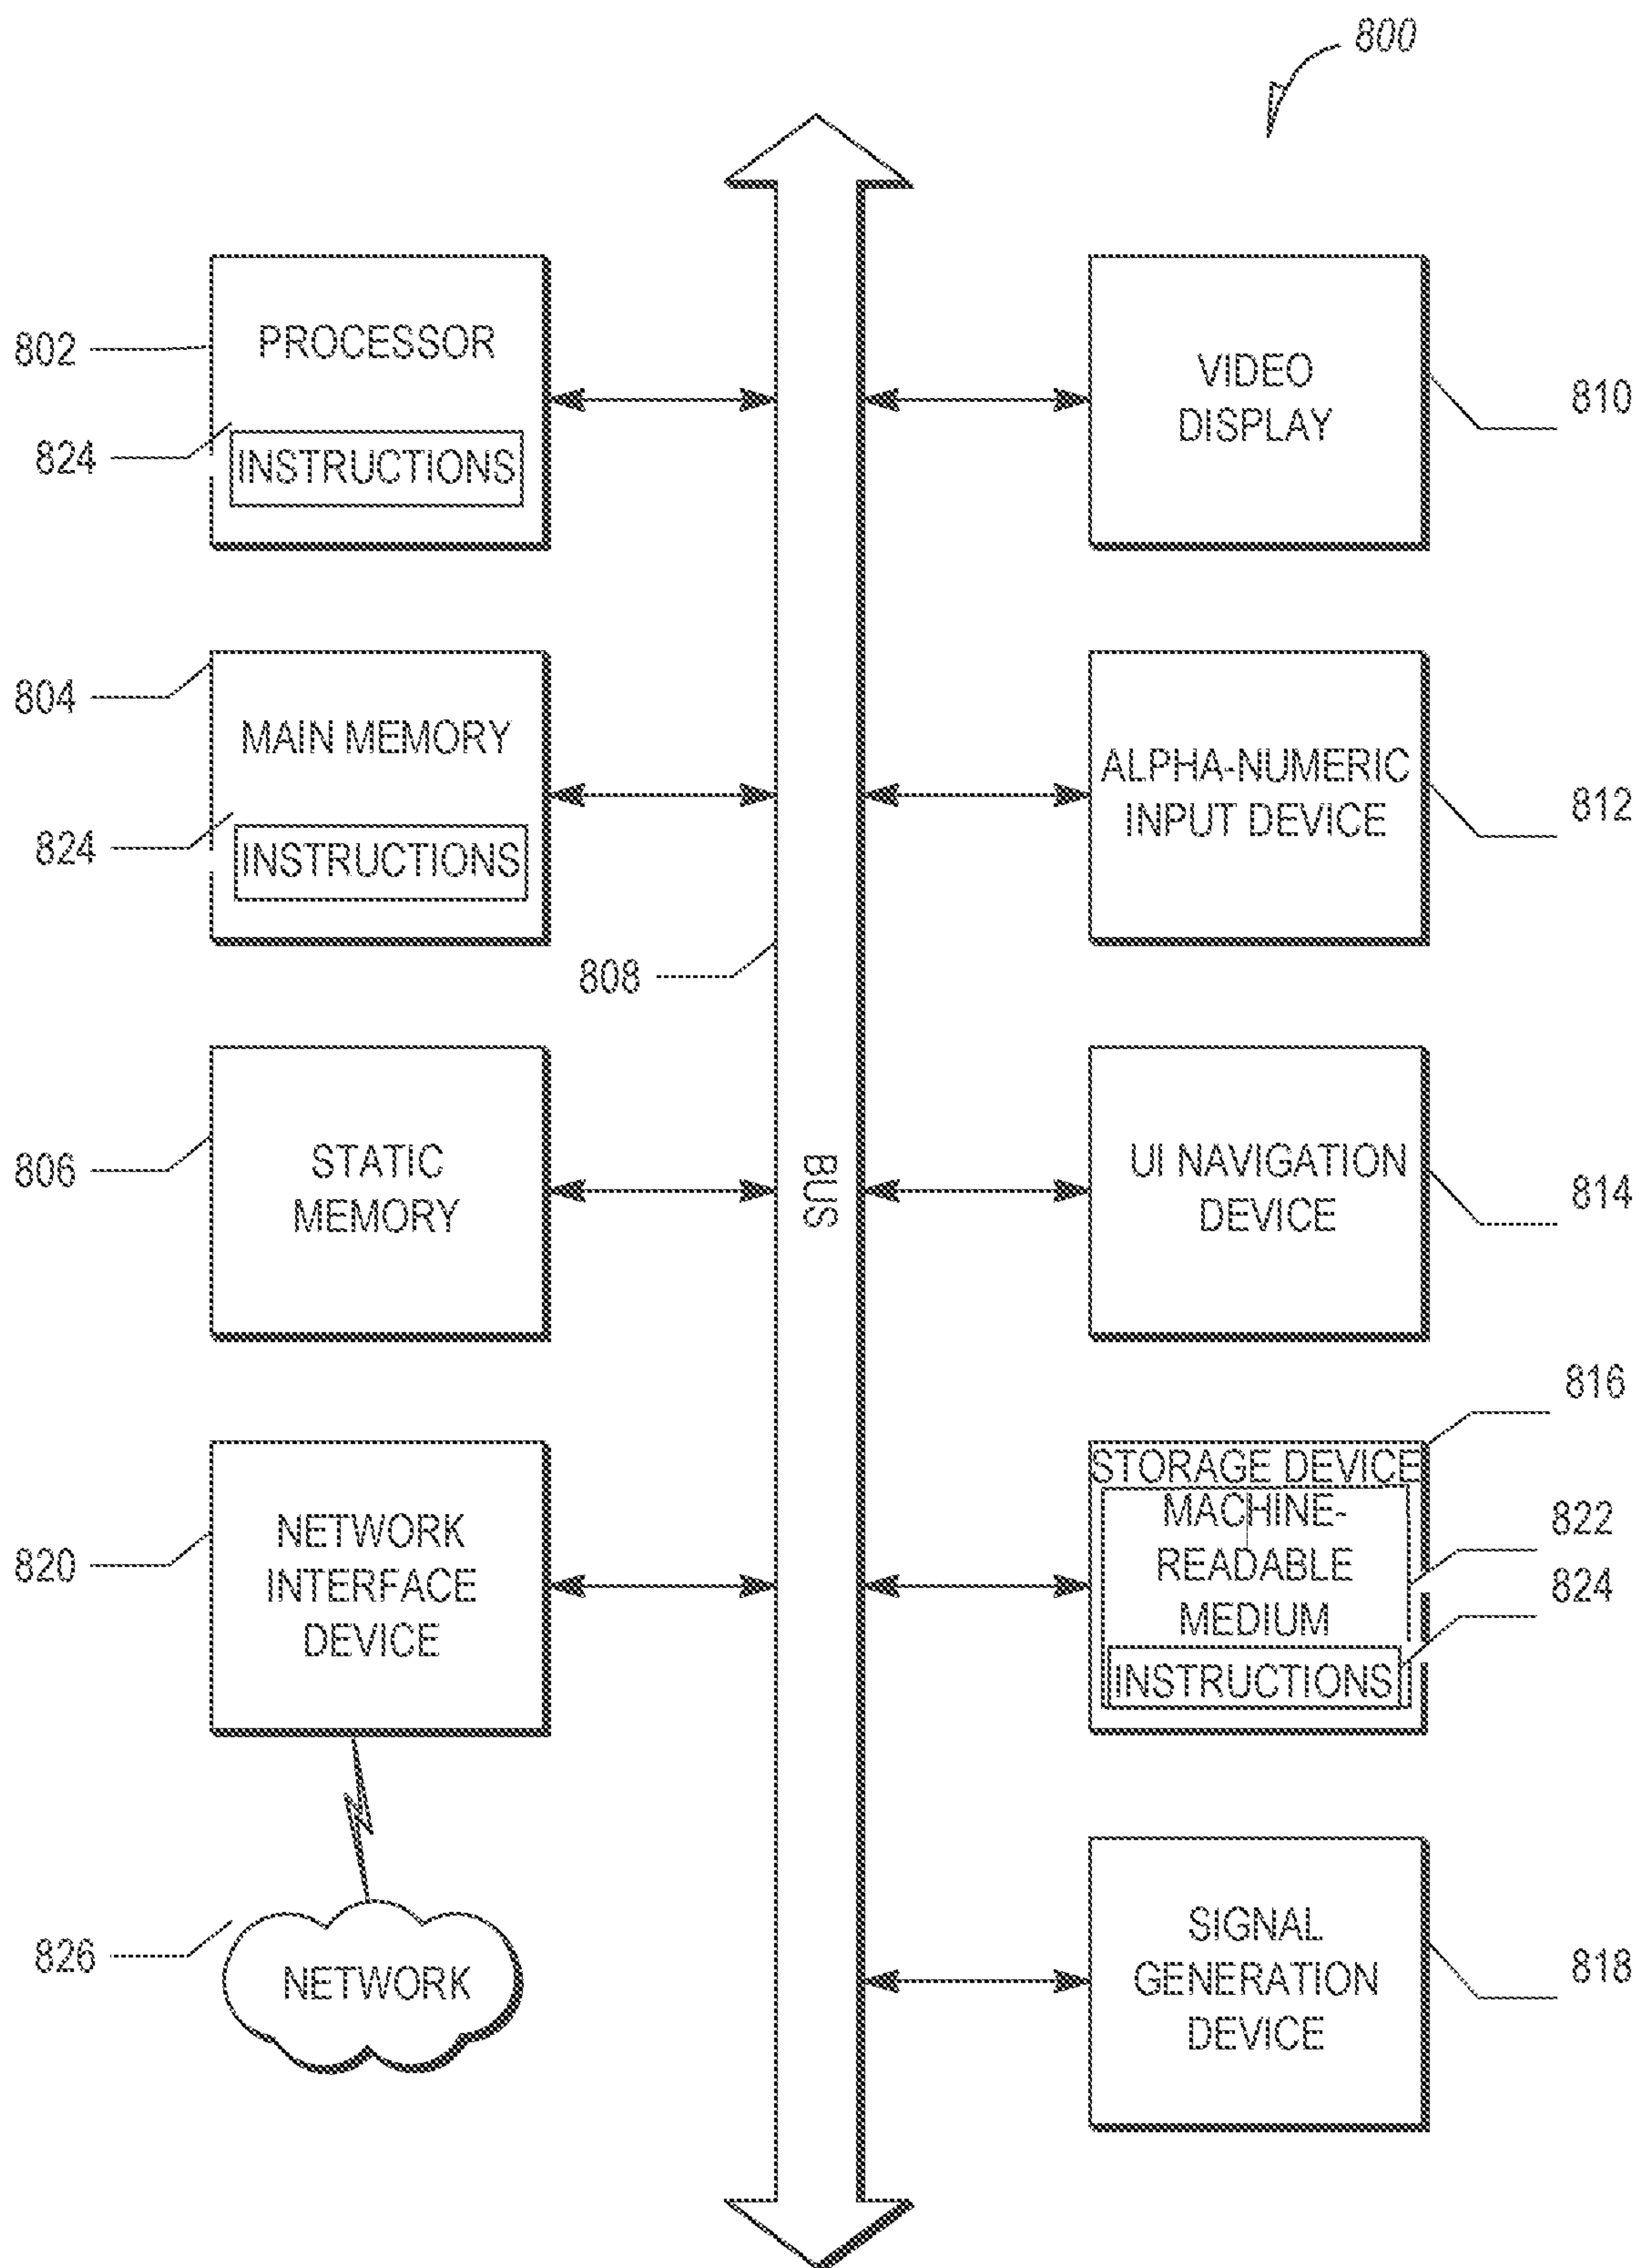 800
802
PROCESSOR
824
INSTRUCTIONS
VIDEO
DISPLAY
810
804
MAIN MEMORY
824
INSTRUCTIONS
ALPHA-NUMERIC
INPUT DEVICE
812
808
806
STATIC
MEMORY
BUS
UI NAVIGATION
DEVICE
814
820
NETWORK
INTERFACE
DEVICE
816
STORAGE DEVICE
MACHINE-
READABLE
MEDIUM
822
824
INSTRUCTIONS
826
NETWORK
SIGNAL
GENERATION
DEVICE
818